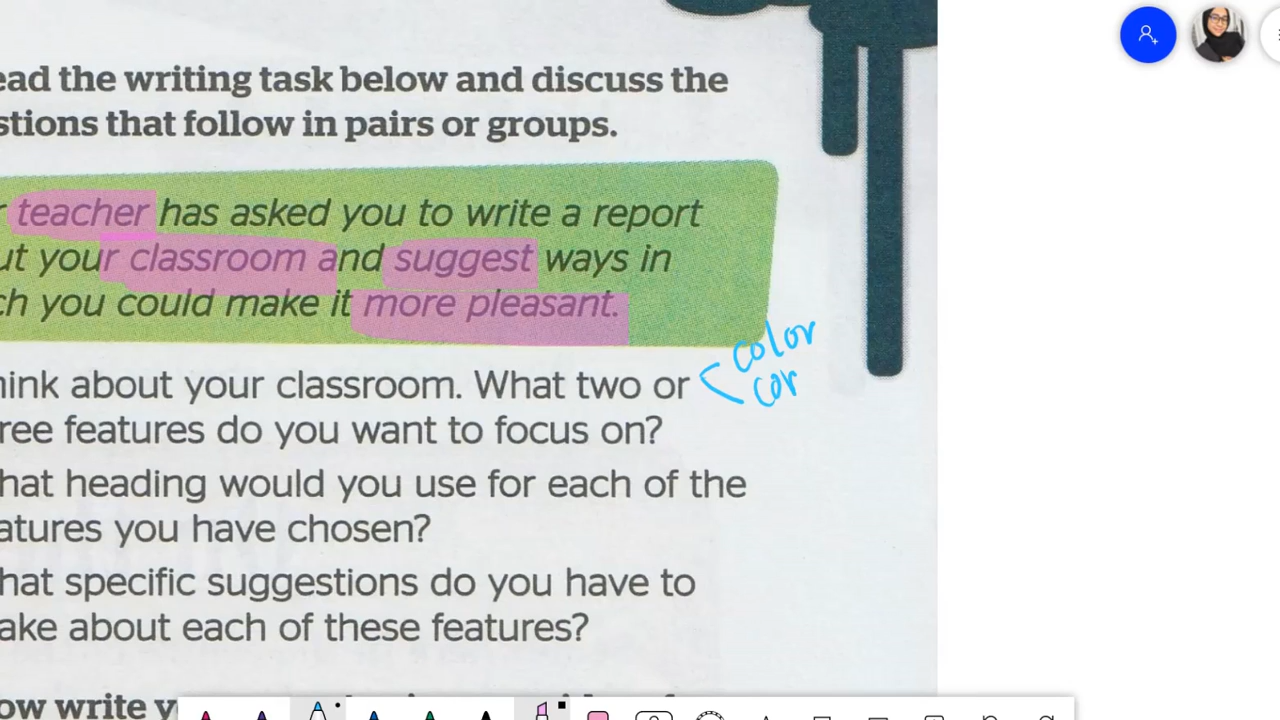 ead the writing task below and discuss the
stions that follow in pairs or groups.
r teacher has asked you to write a report
ut your classroom and suggest ways in
ch you could make it more pleasant.
color
cor
hink about your classroom. What two or
ree features do you want to focus on?
hat heading would you use for each of the
atures you have chosen?
hat specific suggestions do you have to
ake about each of these features?
ow write y